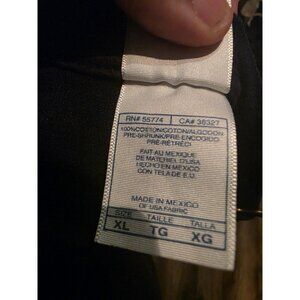 RN# 55774 CA# 38327
100%COTTON/COTON/ALGODON
PRE-SHRUNK/PRE-ENCOGIDO
PRE-RÉTRÉCI
FAIT AU MEXIQUE
DE MATERIEL D'USA
HECHO EN MEXICO
CON TELA DE E.U.
MADE IN MEXICO
OF USA FABRIC
SIZE TAILLE TALLA
XL TG XG